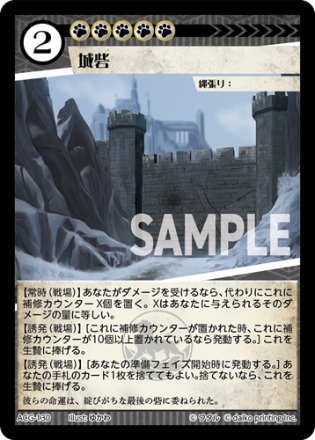 2
城砦
縄張り：
SAMPLE
【常時（戦場）】あなたがダメージを受けるなら、代わりにこれに
補修カウンターX個を置く。Xはあなたに与えられるそのダ
メージの量に等しい。
【誘発（戦場）】［これに補修カウンターが置かれた時、これに補
修カウンターが10個以上置かれているなら発動する。］これを
生贄に捧げる。
【誘発（戦場）】［あなたの準備フェイズ開始時に発動する。］あ
なたの手札のカード1枚を捨ててもよい。捨てないなら、これを
生贄に捧げる。
彼らの命運は、綻びがちな最後の砦に委ねられた。
ACG-130
Illust: ゆかわ
© ヲタル © daiko printing Inc.